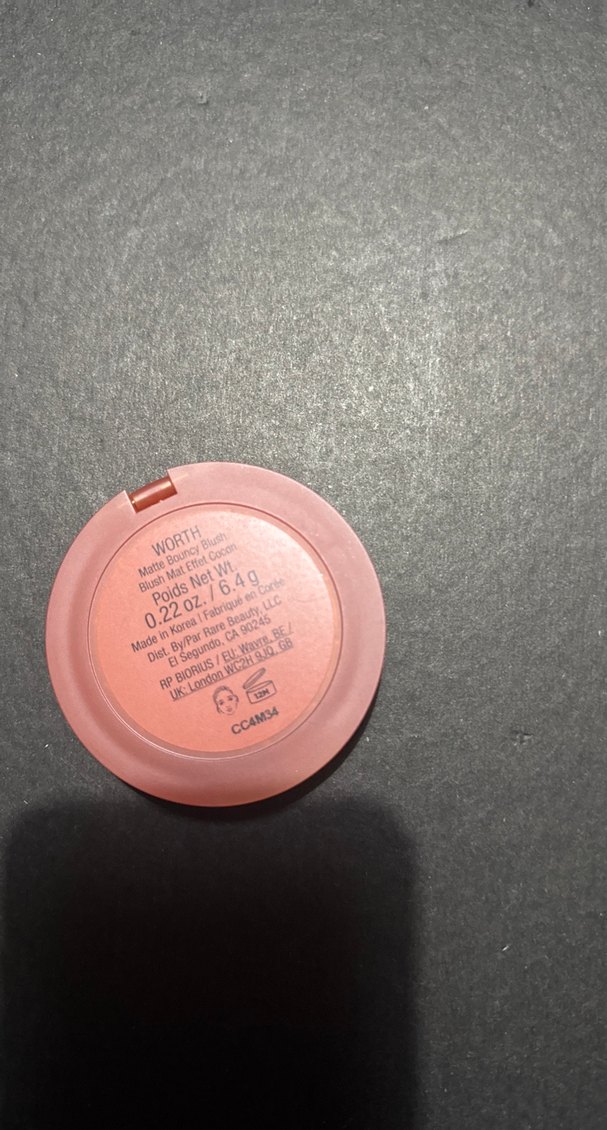 WORTH
Matte Bouncy Blush
Blush Mat Effet Cocon
Poids Net Wt.
0.22 oz. / 6.4 g
Made in Korea | Fabriqué en Corée
Dist. By/Par Rare Beauty, LLC
El Segundo, CA 90245
RP BIORIUS / EU: Wavre, BE /
UK: London WC2H 9JQ, GB
12M
CC4M34